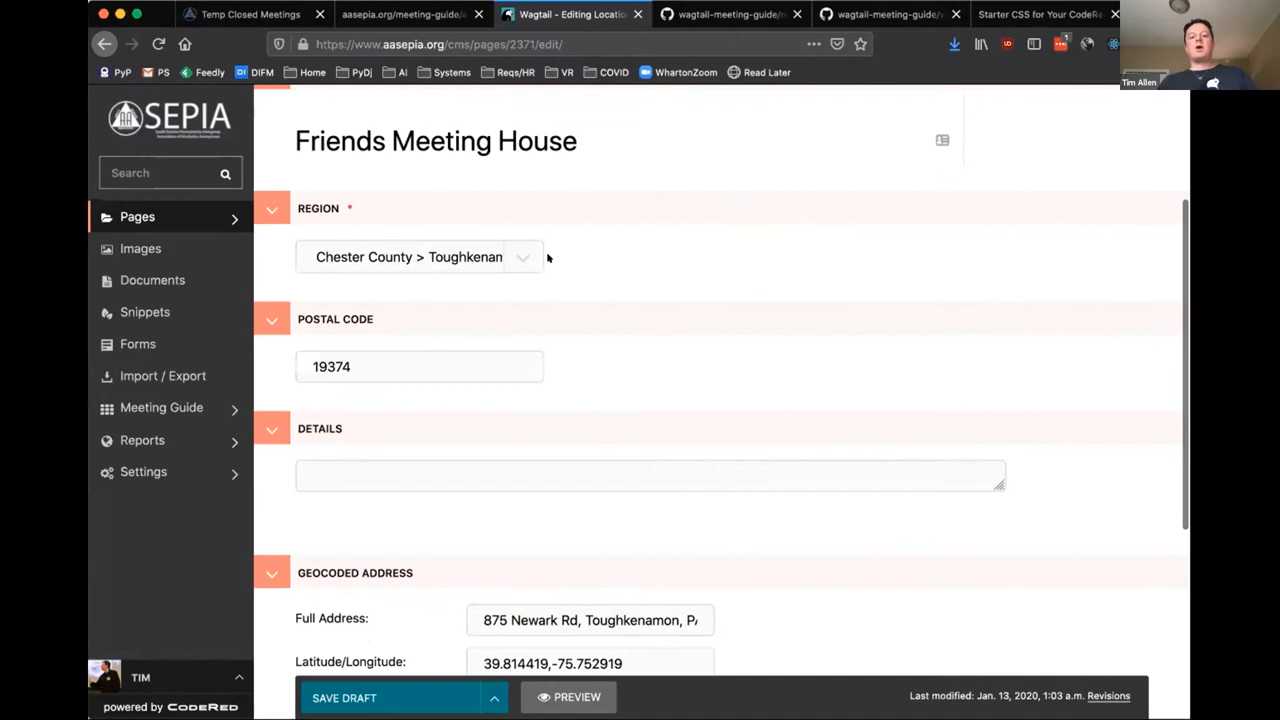 Temp Closed Meetings
aasepia.org/meeting-guide/
Wagtail - Editing Locatio
wagtail-meeting-guide/
wagtail-meeting-guide/
Starter CSS for Your CodeRe
https://www.aasepia.org/cms/pages/2371/edit/
1
PyP
PS
Feedly
DI DIFM
Home
PyDj
AI
Systems
Reqs/HR
VR
COVID
WhartonZoom
Read Later
Tim Allen
SEPIA
Search
Pages
Images
Documents
Snippets
Forms
Import / Export
Meeting Guide
Reports
Settings
TIM
powered by CODERED
Friends Meeting House
REGION *
Chester County > Toughkenam
POSTAL CODE
19374
DETAILS
GEOCODED ADDRESS
Full Address:
875 Newark Rd, Toughkenamon, PA
Latitude/Longitude:
39.814419,-75.752919
SAVE DRAFT
PREVIEW
Last modified: Jan. 13, 2020, 1:03 a.m. Revisions